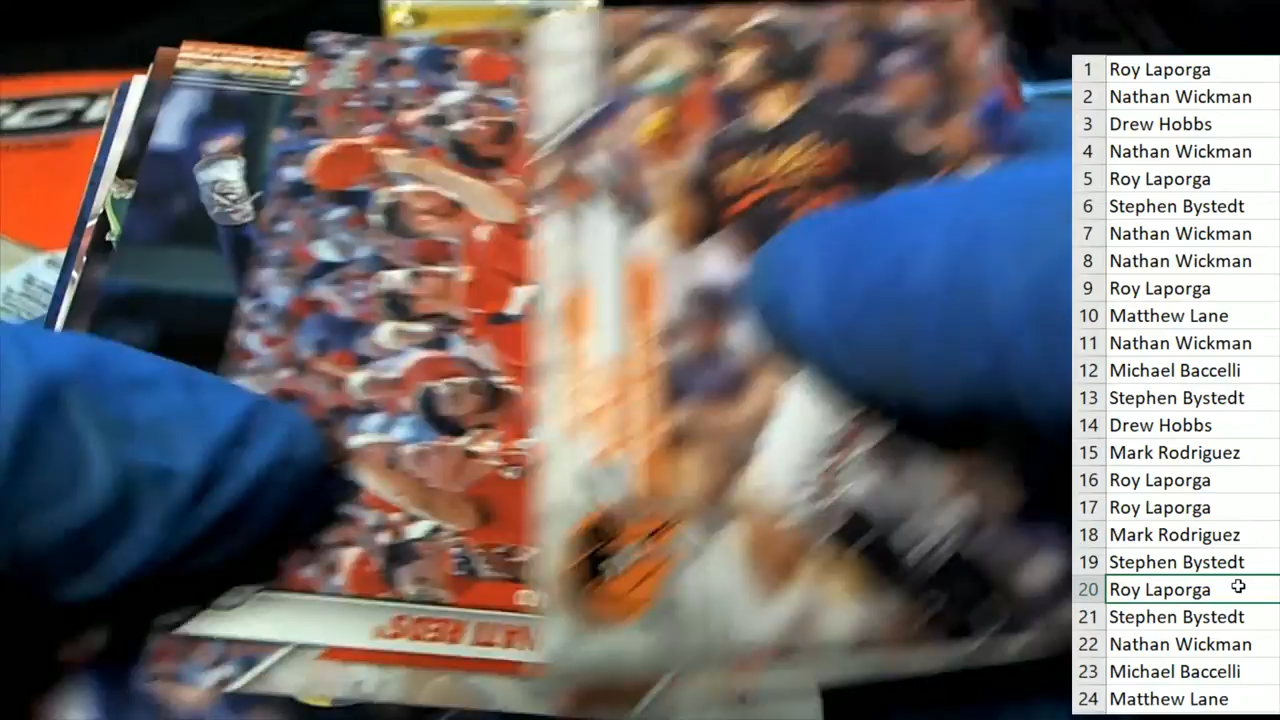 1 Roy Laporga
2 Nathan Wickman
3 Drew Hobbs
4 Nathan Wickman
5 Roy Laporga
6 Stephen Bystedt
7 Nathan Wickman
8 Nathan Wickman
9 Roy Laporga
10 Matthew Lane
11 Nathan Wickman
12 Michael Baccelli
13 Stephen Bystedt
14 Drew Hobbs
15 Mark Rodriguez
16 Roy Laporga
17 Roy Laporga
18 Mark Rodriguez
19 Stephen Bystedt
20 Roy Laporga
21 Stephen Bystedt
22 Nathan Wickman
23 Michael Baccelli
24 Matthew Lane